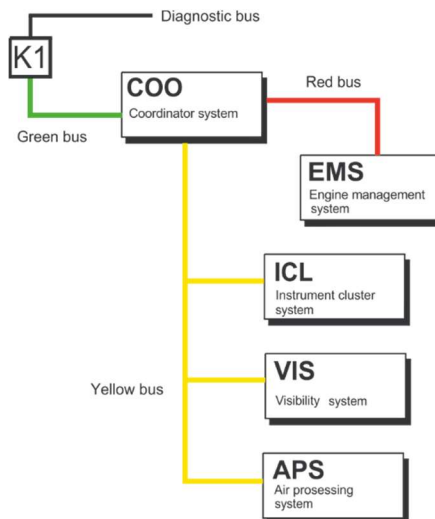 Diagnostic bus
K1
COO
Coordinator system
Red bus
Green bus
EMS
Engine management
system
ICL
Instrument cluster
system
VIS
Visibility system
Yellow bus
APS
Air prosessing
system